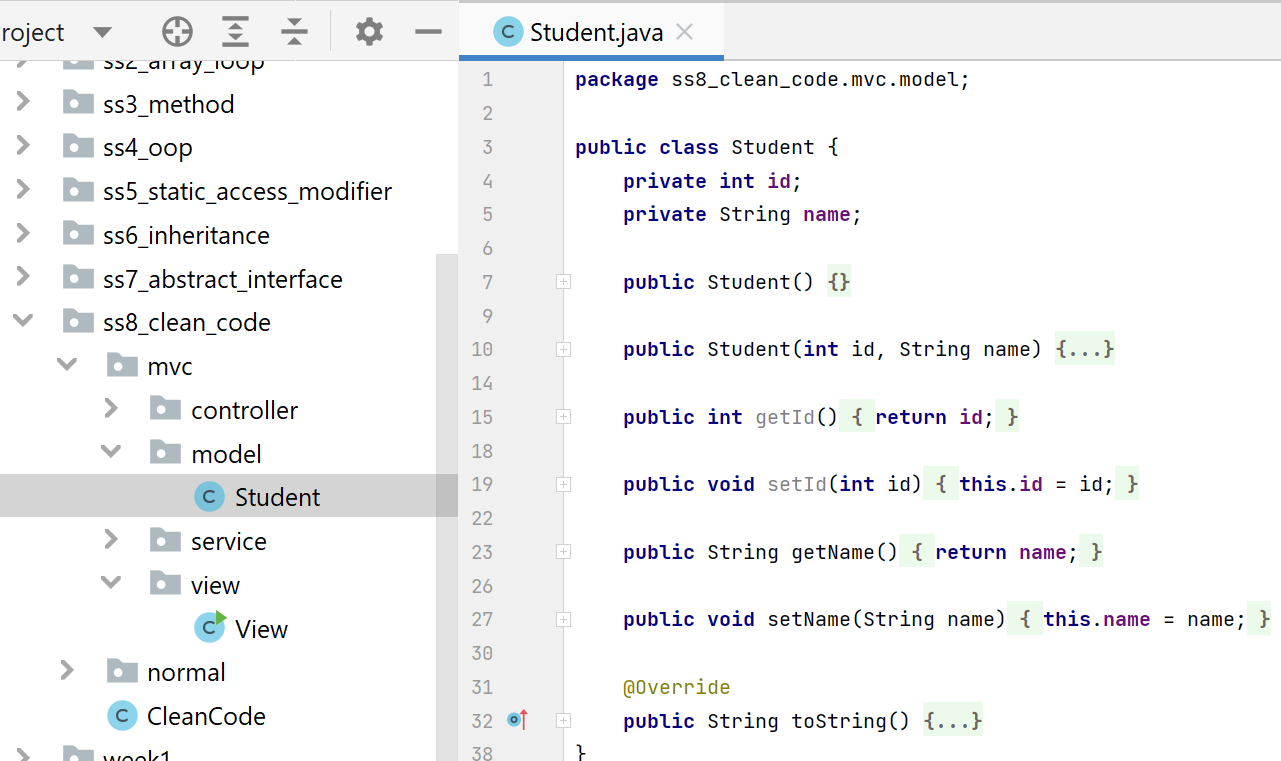 roject
ss2_array_loop
ss3_method
ss4_oop
ss5_static_access_modifier
ss6_inheritance
ss7_abstract_interface
ss8_clean_code
mvc
controller
model
C Student
service
view
C View
normal
C CleanCode
week1
C Student.java
1 package ss8_clean_code.mvc.model;
2
3 public class Student {
4 private int id;
5 private String name;
6
7 public Student() {}
9
10 public Student(int id, String name) {...}
14
15 public int getId() { return id; }
18
19 public void setId(int id) { this.id = id; }
22
23 public String getName() { return name; }
26
27 public void setName(String name) { this.name = name; }
30
31 @Override
32 public String toString() {...}
38 }